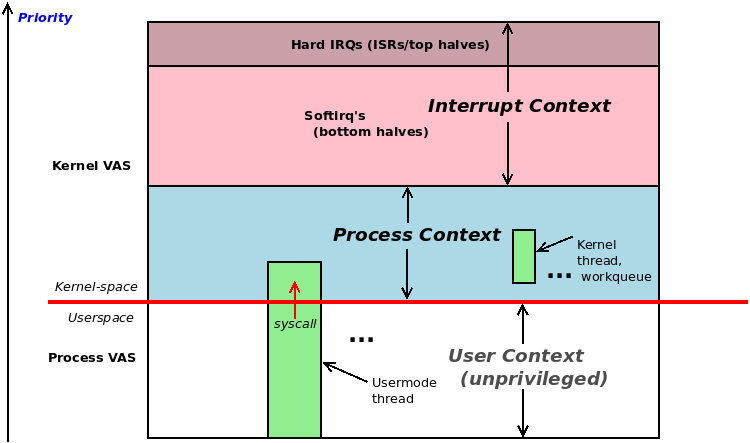 Priority
Hard IRQs (ISRs/top halves)
Interrupt Context
Softirq's
(bottom halves)
Kernel VAS
Process Context
Kernel
thread,
workqueue
...
Kernel-space
Userspace
syscall
...
Process VAS
User Context
(unprivileged)
Usermode
thread